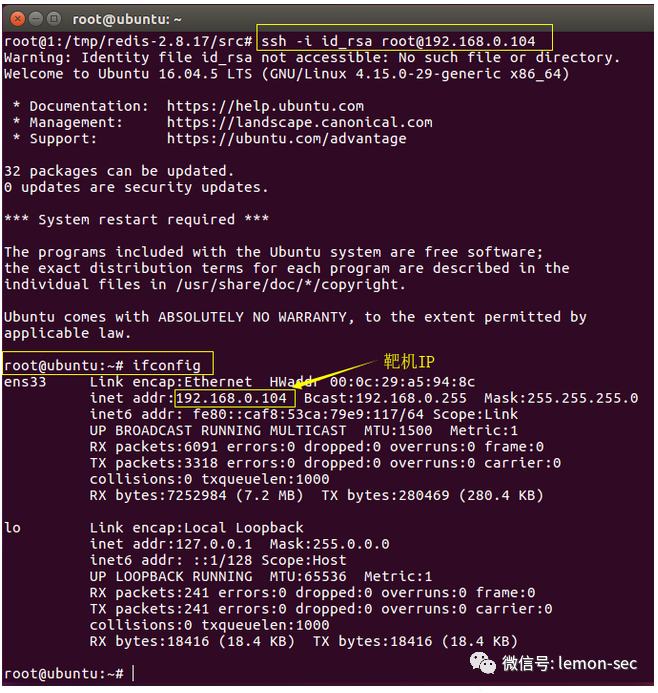 root@ubuntu: ~
root@1:/tmp/redis-2.8.17/src# ssh -i id_rsa root@192.168.0.104
Warning: Identity file id_rsa not accessible: No such file or directory.
Welcome to Ubuntu 16.04.5 LTS (GNU/Linux 4.15.0-29-generic x86_64)
* Documentation:  https://help.ubuntu.com
* Management:     https://landscape.canonical.com
* Support:        https://ubuntu.com/advantage
32 packages can be updated.
0 updates are security updates.
*** System restart required ***
The programs included with the Ubuntu system are free software;
the exact distribution terms for each program are described in the
individual files in /usr/share/doc/*/copyright.
Ubuntu comes with ABSOLUTELY NO WARRANTY, to the extent permitted by
applicable law.
root@ubuntu:~# ifconfig
靶机IP
ens33     Link encap:Ethernet  HWaddr 00:0c:29:a5:94:8c
inet addr:192.168.0.104  Bcast:192.168.0.255  Mask:255.255.255.0
inet6 addr: fe80::caf8:53ca:79e9:117/64 Scope:Link
UP BROADCAST RUNNING MULTICAST  MTU:1500  Metric:1
RX packets:6091 errors:0 dropped:0 overruns:0 frame:0
TX packets:3318 errors:0 dropped:0 overruns:0 carrier:0
collisions:0 txqueuelen:1000
RX bytes:7252984 (7.2 MB)  TX bytes:280469 (280.4 KB)
lo        Link encap:Local Loopback
inet addr:127.0.0.1  Mask:255.0.0.0
inet6 addr: ::1/128 Scope:Host
UP LOOPBACK RUNNING  MTU:65536  Metric:1
RX packets:241 errors:0 dropped:0 overruns:0 frame:0
TX packets:241 errors:0 dropped:0 overruns:0 carrier:0
collisions:0 txqueuelen:1000
RX bytes:18416 (18.4 KB)  TX bytes:18416 (18.4 KB)
root@ubuntu:~#
微信号: lemon-sec